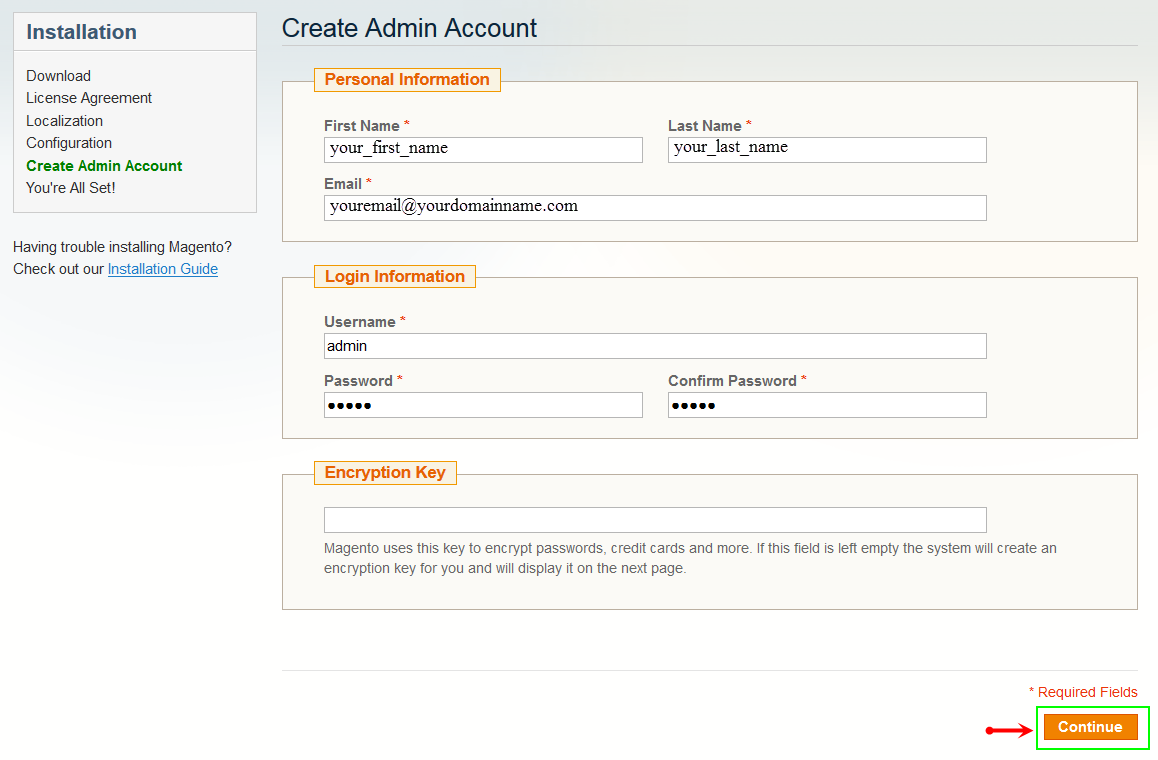 Installation
Download
License Agreement
Localization
Configuration
Create Admin Account
You're All Set!
Having trouble installing Magento?
Check out our Installation Guide
Create Admin Account
Personal Information
First Name * Last Name *
your_first_name your_last_name
Email *
youremail@yourdomainname.com
Login Information
Username *
admin
Password * Confirm Password *
●●●●● ●●●●●
Encryption Key
Magento uses this key to encrypt passwords, credit cards and more. If this field is left empty the system will create an
encryption key for you and will display it on the next page.
* Required Fields
Continue